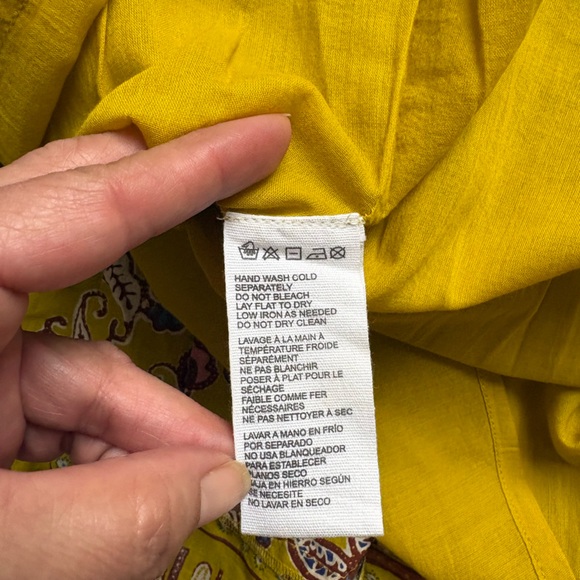 HAND WASH COLD
SEPARATELY
DO NOT BLEACH
LAY FLAT TO DRY
LOW IRON AS NEEDED
DO NOT DRY CLEAN
LAVAGE À LA MAIN À
TEMPÉRATURE FROIDE
SÉPARÉMENT
NE PAS BLANCHIR
POSER À PLAT POUR LE
SÉCHAGE
FAIBLE COMME FER
NÉCESSAIRES
NE PAS NETTOYER À SEC
LAVAR A MANO EN FRÍO
POR SEPARADO
NO USA BLANQUEADOR
PARA ESTABLECER
PLANOS SECO
BAJA EN HIERRO SEGÚN
SE NECESITE
NO LAVAR EN SECO